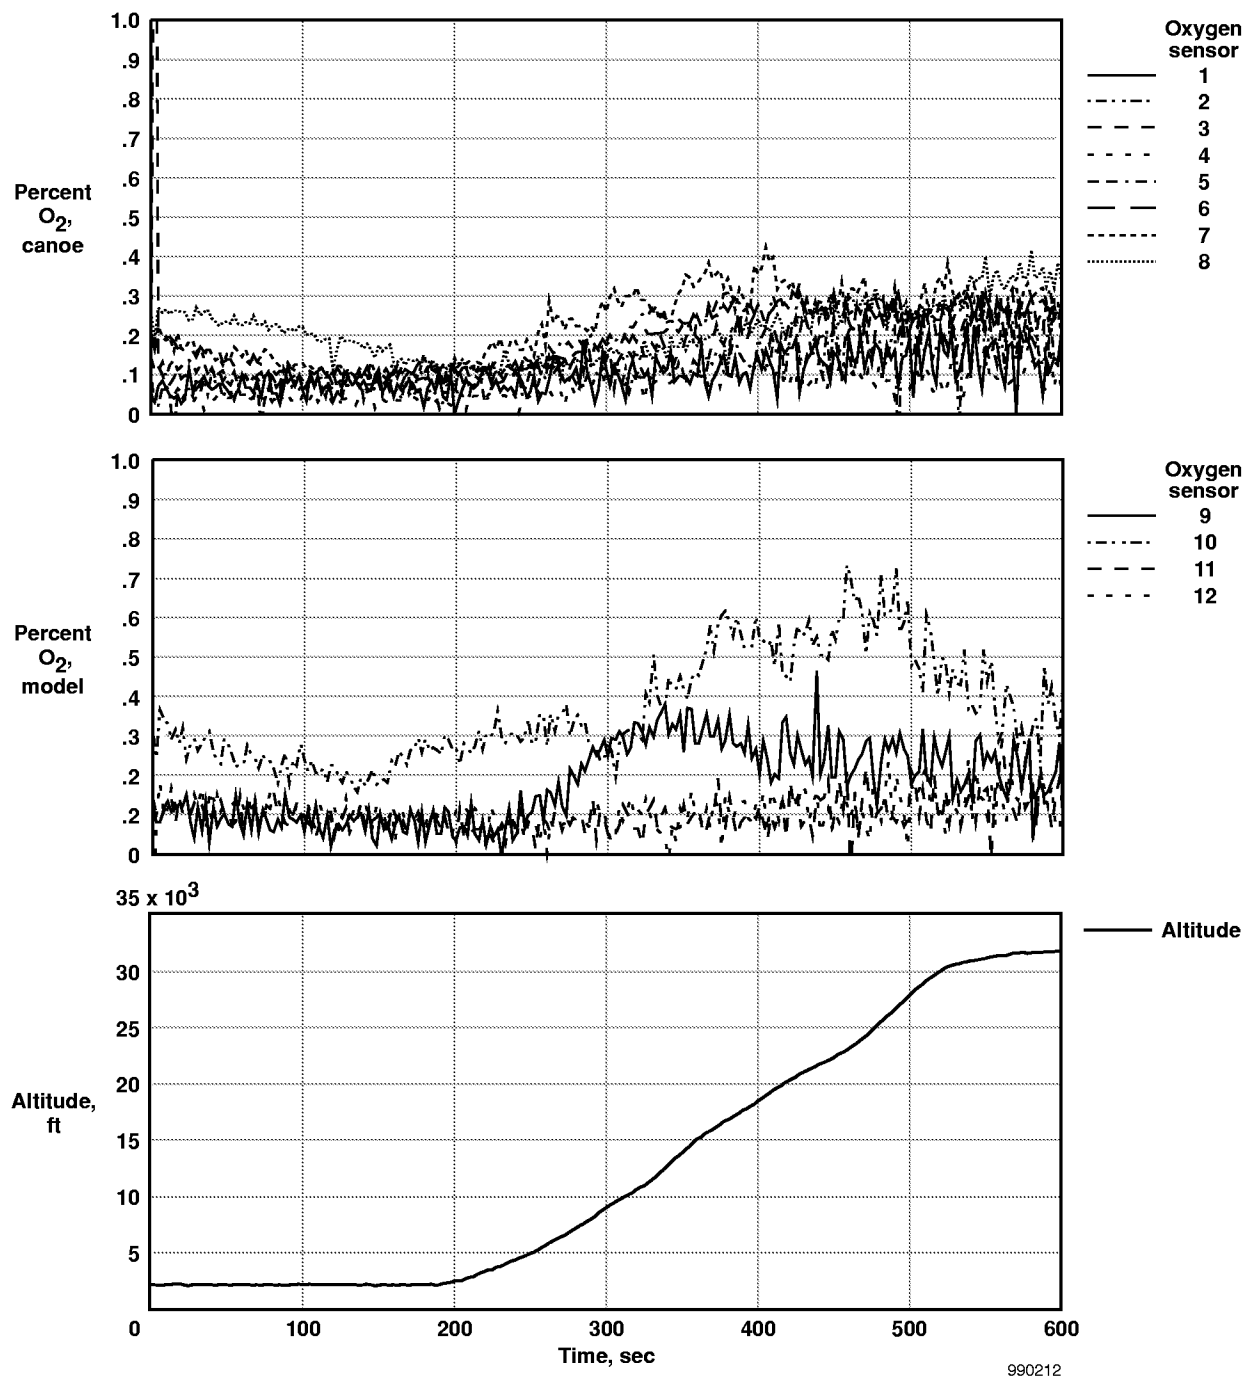 1.0
.9
.8
.7
.6
.5
.4
.3
.2
.1
0
Percent
O2,
canoe
Oxygen
sensor
1
2
3
4
5
6
7
8
1.0
.9
.8
.7
.6
.5
.4
.3
.2
.2
0
Percent
O2,
model
Oxygen
sensor
9
10
11
12
35 x 10³
30
25
20
15
10
5
Altitude,
ft
Altitude
0 100 200 300 400 500 600
Time, sec
990212